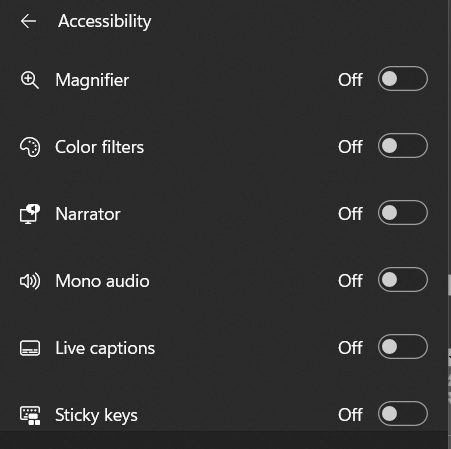 Accessibility
Magnifier Off
Color filters Off
Narrator Off
Mono audio Off
Live captions Off
Sticky keys Off